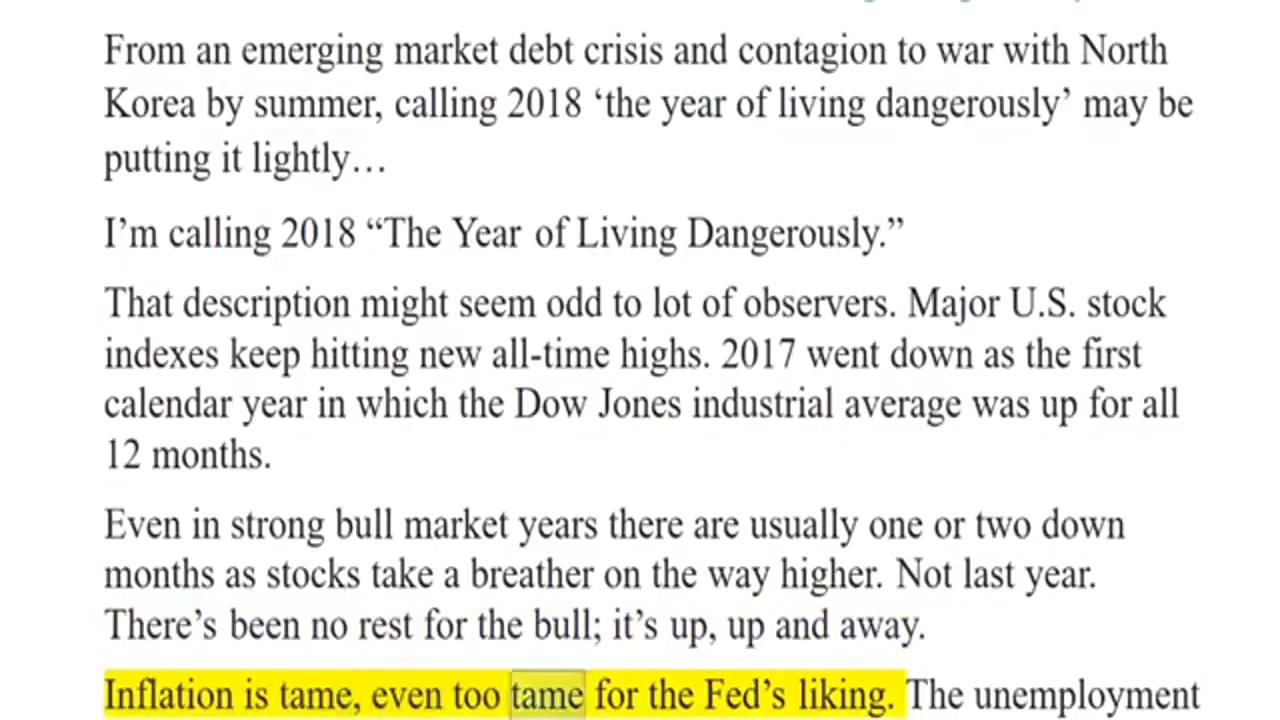 From an emerging market debt crisis and contagion to war with North
Korea by summer, calling 2018 ‘the year of living dangerously’ may be
putting it lightly…
I’m calling 2018 “The Year of Living Dangerously.”
That description might seem odd to lot of observers. Major U.S. stock
indexes keep hitting new all-time highs. 2017 went down as the first
calendar year in which the Dow Jones industrial average was up for all
12 months.
Even in strong bull market years there are usually one or two down
months as stocks take a breather on the way higher. Not last year.
There’s been no rest for the bull; it’s up, up and away.
Inflation is tame, even too tame for the Fed’s liking. The unemployment